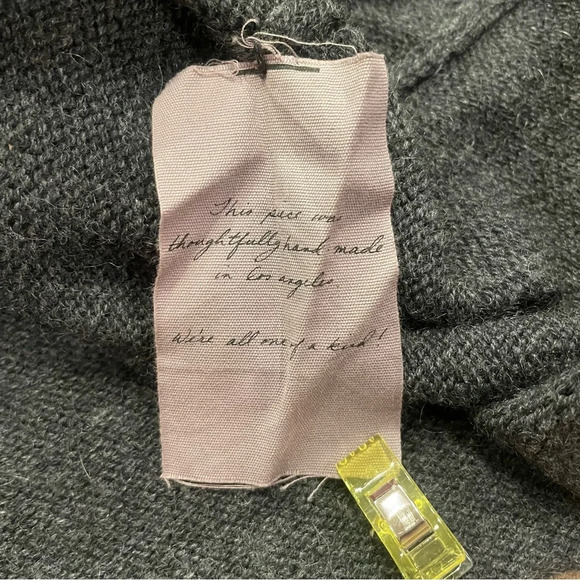 This piece was
thoughtfully hand made
in los angeles.
We're all one of a kind!